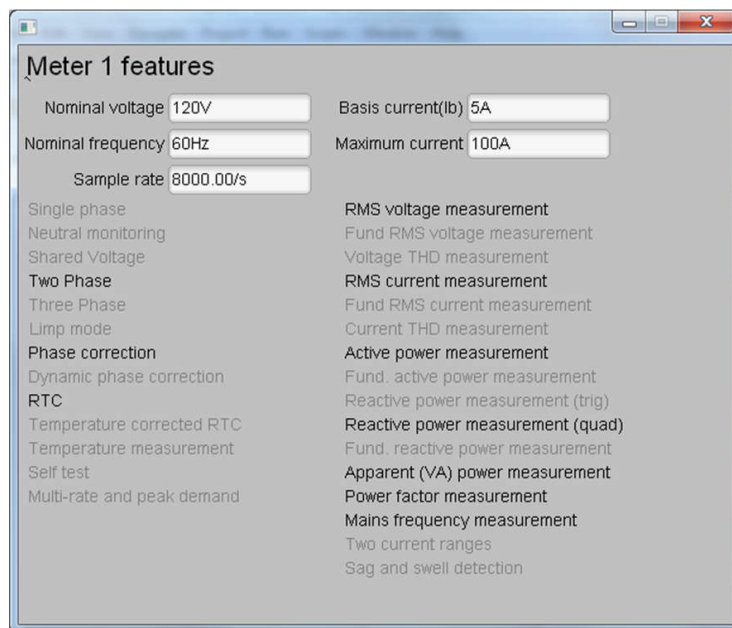 Meter 1 features
Nominal voltage 120V Basis current(Ib) 5A
Nominal frequency 60Hz Maximum current 100A
Sample rate 8000.00/s
Single phase
Neutral monitoring
Shared Voltage
Two Phase
Three Phase
Limp mode
Phase correction
Dynamic phase correction
RTC
Temperature corrected RTC
Temperature measurement
Self test
Multi-rate and peak demand
RMS voltage measurement
Fund RMS voltage measurement
Voltage THD measurement
RMS current measurement
Fund RMS current measurement
Current THD measurement
Active power measurement
Fund. active power measurement
Reactive power measurement (trig)
Reactive power measurement (quad)
Fund. reactive power measurement
Apparent (VA) power measurement
Power factor measurement
Mains frequency measurement
Two current ranges
Sag and swell detection